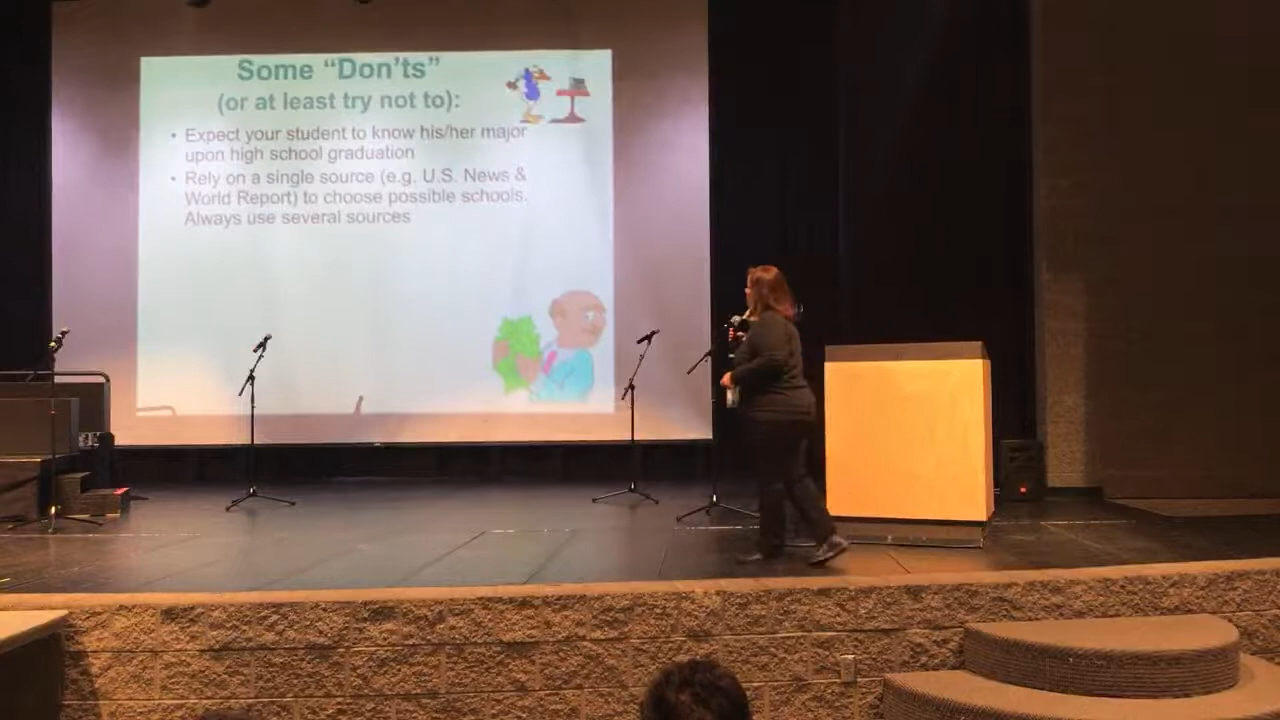 Some “Don’ts”
(or at least try not to):
• Expect your student to know his/her major
upon high school graduation
• Rely on a single source (e.g. U.S. News &
World Report) to choose possible schools.
Always use several sources